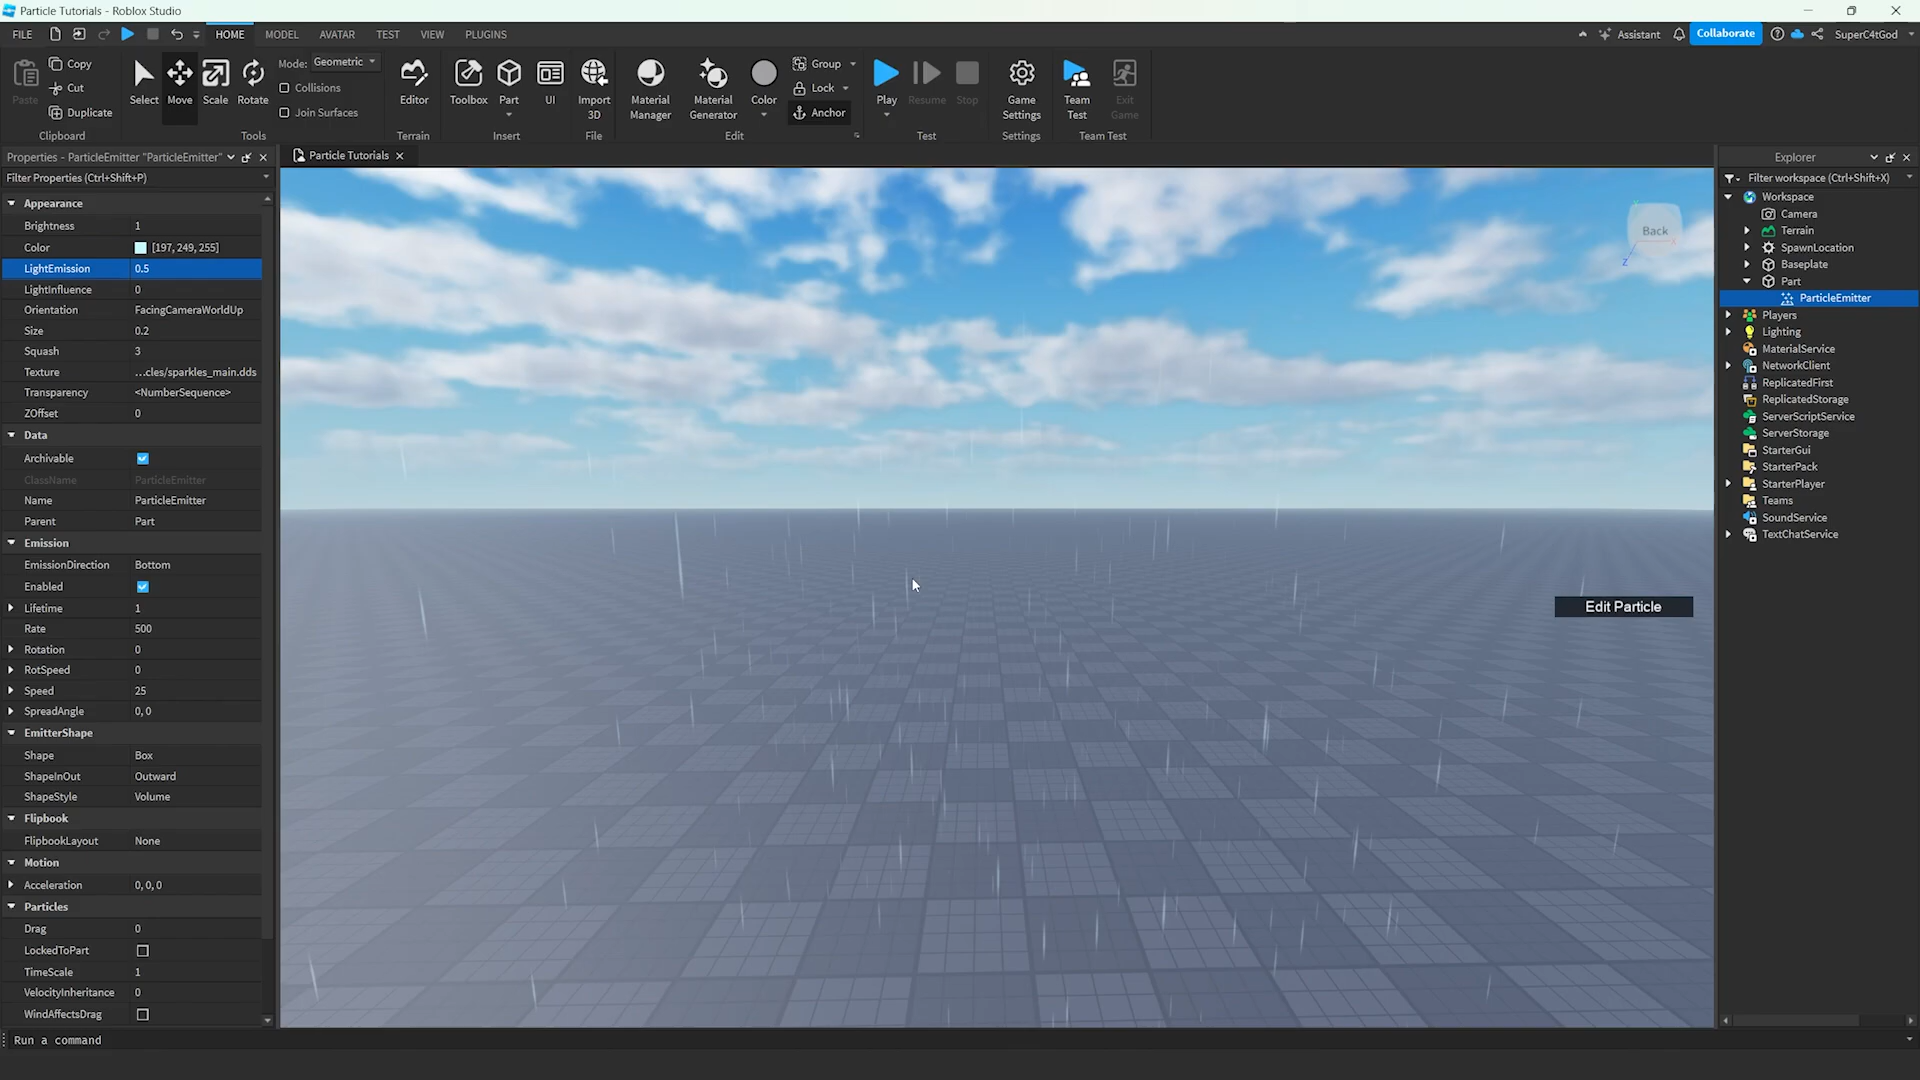 Particle Tutorials - Roblox Studio
FILE HOME MODEL AVATAR TEST VIEW PLUGINS Assistant Collaborate SuperC4tGod
Paste Copy Cut Duplicate Clipboard
Select Move Scale Rotate Mode: Geometric Collisions Join Surfaces Tools
Editor Terrain
Toolbox Part UI Insert
Import 3D File
Material Manager Material Generator Color Group Lock Anchor Edit
Play Resume Stop Test
Game Settings Settings
Team Test Exit Game Team Test
Properties - ParticleEmitter "ParticleEmitter"
Filter Properties (Ctrl+Shift+P)
Appearance
Brightness 1
Color [197, 249, 255]
LightEmission 0.5
LightInfluence 0
Orientation FacingCameraWorldUp
Size 0.2
Squash 3
Texture ...cles/sparkles_main.dds
Transparency <NumberSequence>
ZOffset 0
Data
Archivable
ClassName ParticleEmitter
Name ParticleEmitter
Parent Part
Emission
EmissionDirection Bottom
Enabled
Lifetime 1
Rate 500
Rotation 0
RotSpeed 0
Speed 25
SpreadAngle 0, 0
EmitterShape
Shape Box
ShapeInOut Outward
ShapeStyle Volume
Flipbook
FlipbookLayout None
Motion
Acceleration 0, 0, 0
Particles
Drag 0
LockedToPart
TimeScale 1
VelocityInheritance 0
WindAffectsDrag
Run a command
Particle Tutorials
Back
Edit Particle
Explorer
Filter workspace (Ctrl+Shift+X)
Workspace
Camera
Terrain
SpawnLocation
Baseplate
Part
ParticleEmitter
Players
Lighting
MaterialService
NetworkClient
ReplicatedFirst
ReplicatedStorage
ServerScriptService
ServerStorage
StarterGui
StarterPack
StarterPlayer
Teams
SoundService
TextChatService